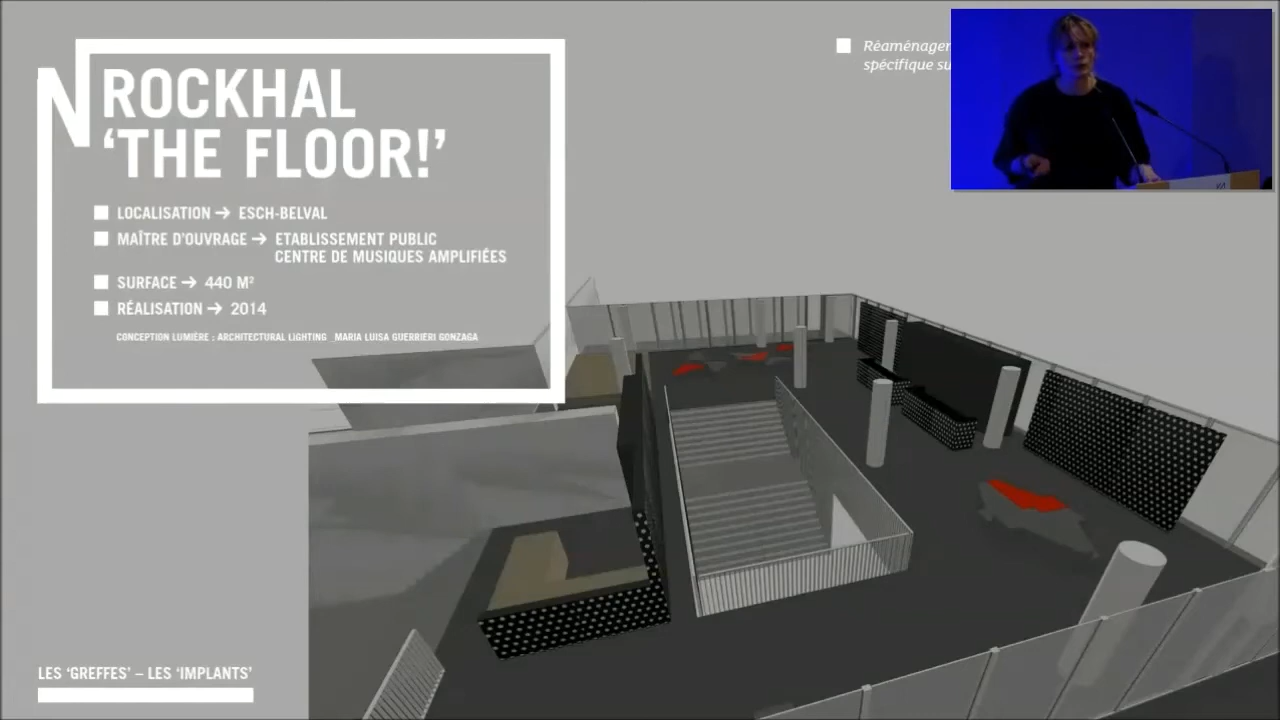 N
ROCKHAL
‘THE FLOOR!’
LOCALISATION → ESCH-BELVAL
MAÎTRE D'OUVRAGE → ETABLISSEMENT PUBLIC
CENTRE DE MUSIQUES AMPLIFIÉES
SURFACE → 440 M²
RÉALISATION → 2014
CONCEPTION LUMIÈRE : ARCHITECTURAL LIGHTING _MARIA LUISA GUERRIERI GONZAGA
spécifique
LES ‘GREFFES’ – LES ‘IMPLANTS’